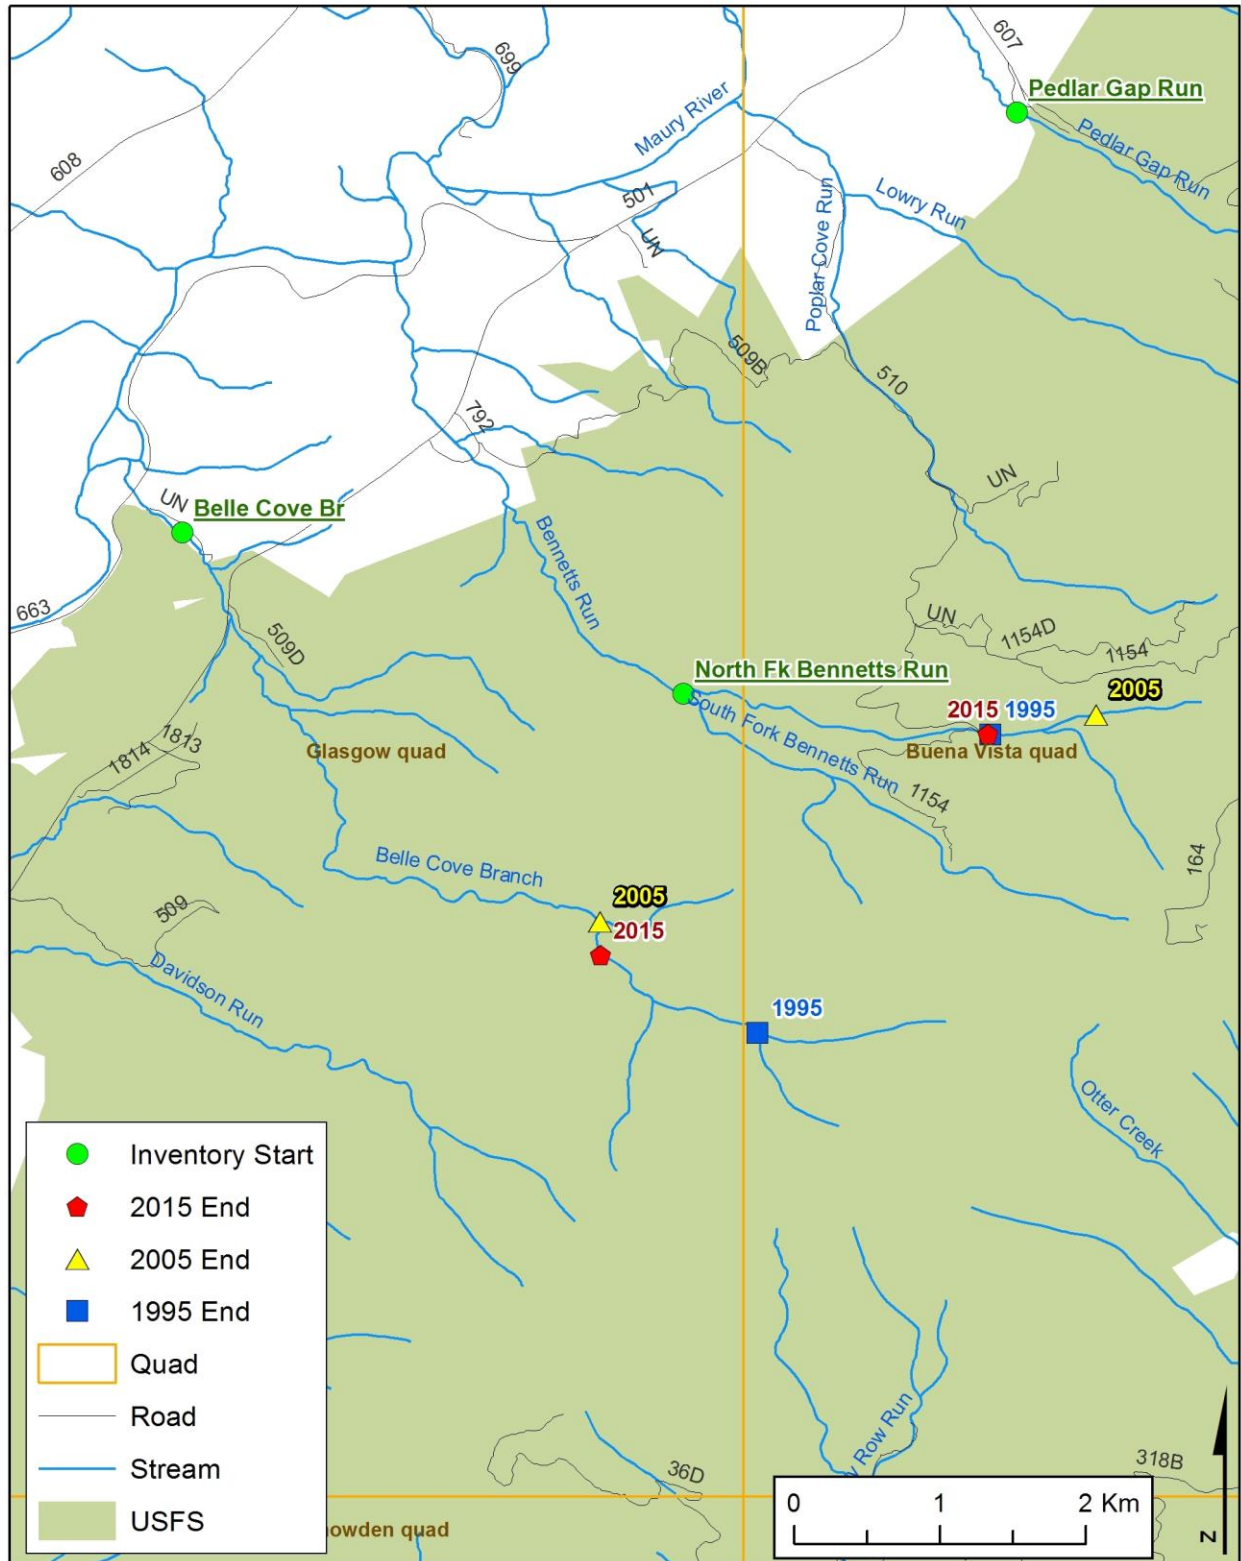 607
699
Pedlar Gap Run
Maury River
Pedlar Gap Run
608
501
Lowry Run
UN
Poplar Cove Run
509B
510
792
UN
UN
Belle Cove Br
Bennetts Run
663
UN
509D
1154D
1154
North Fk Bennetts Run
2005
South Fork Bennetts Run
2015 1995
1813
Glasgow quad
Buena Vista quad
1814
1154
164
Belle Cove Branch
2005
509
2015
Davidson Run
1995
Otter Creek
Inventory Start
2015 End
2005 End
1995 End
Quad
Road
Stream
USFS
y Row Run
36D
318B
0 1 2 Km
N
owden quad